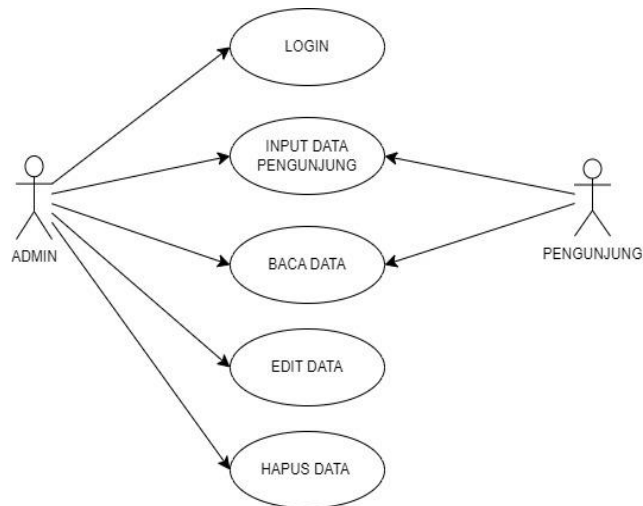 LOGIN
INPUT DATA
PENGUNJUNG
ADMIN
PENGUNJUNG
BACA DATA
EDIT DATA
HAPUS DATA